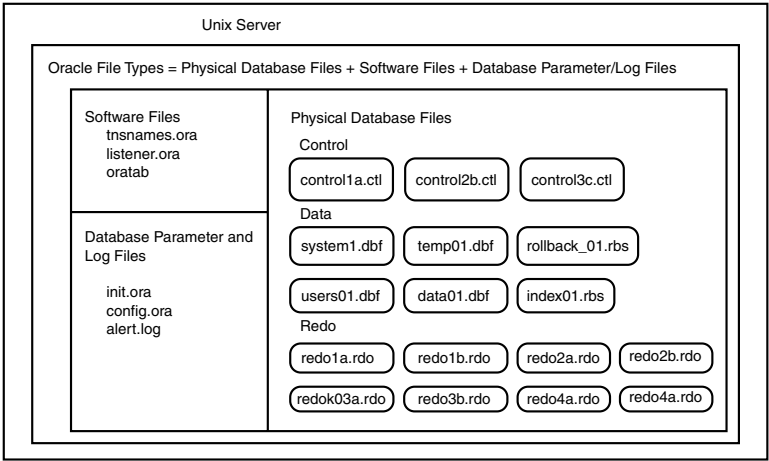 Unix Server
Oracle File Types = Physical Database Files + Software Files + Database Parameter/Log Files
Software Files
tnsnames.ora
listener.ora
oratab
Database Parameter and
Log Files
init.ora
config.ora
alert.log
Physical Database Files
Control
control1a.ctl control2b.ctl control3c.ctl
Data
system1.dbf temp01.dbf rollback_01.rbs
users01.dbf data01.dbf index01.rbs
Redo
redo1a.rdo redo1b.rdo redo2a.rdo redo2b.rdo
redok03a.rdo redo3b.rdo redo4a.rdo redo4a.rdo